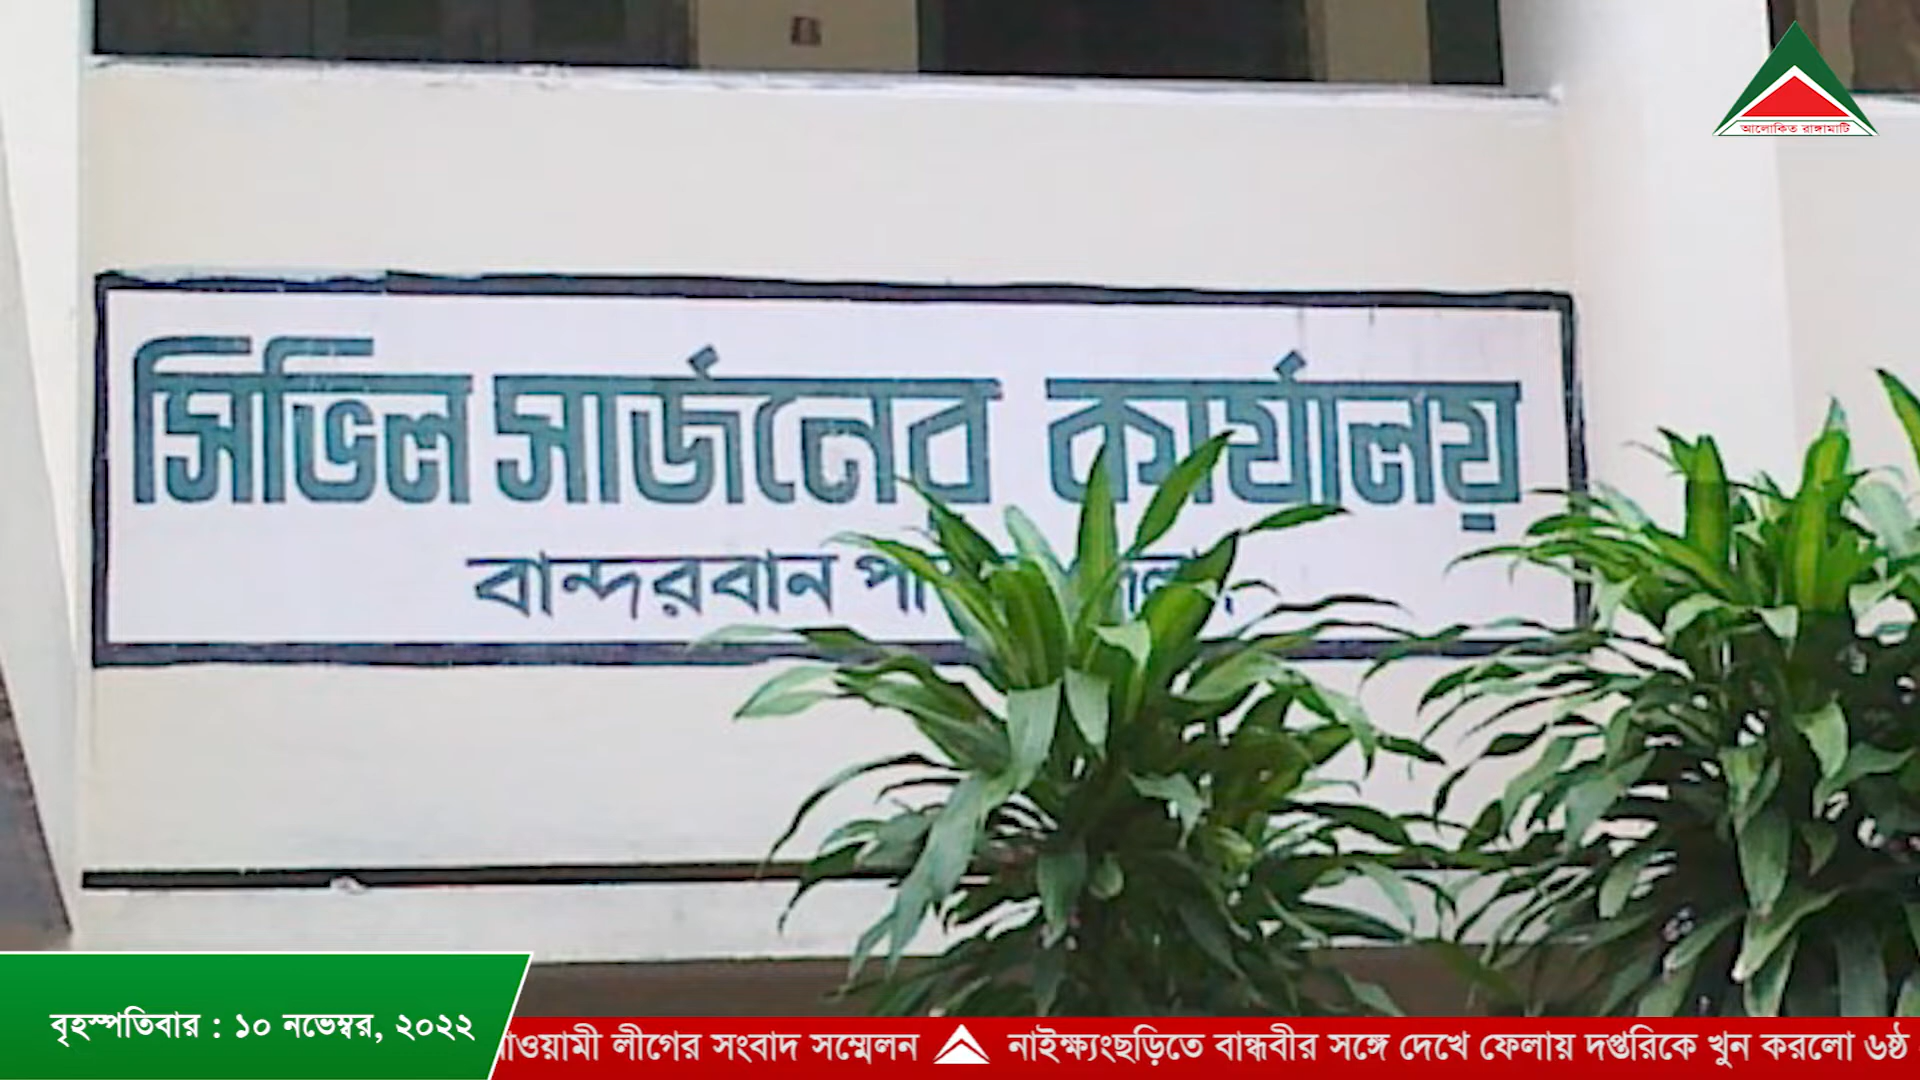 আলোকিত রাঙ্গামাটি
সিভিল সার্জনের কার্যালয়
বান্দরবান
বৃহস্পতিবার : ১০ নভেম্বর, ২০২২
লীগের সংবাদ সম্মেলন নাইক্ষ্যংছড়িতে বান্ধবীর সঙ্গে দেখে ফেলায় দপ্তরিকে খুন করলো ৬ষ্ঠ